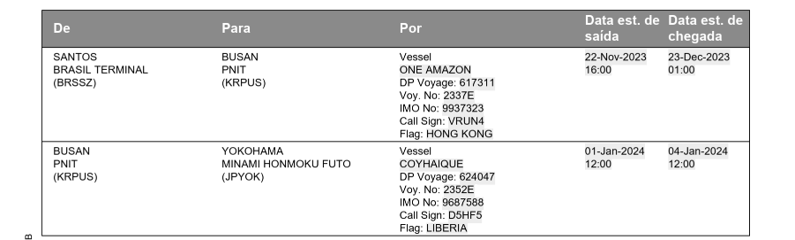 De Para Por Data est. de saída Data est. de chegada
SANTOS BUSAN Vessel 22-Nov-2023 23-Dec-2023
BRASIL TERMINAL PNIT ONE AMAZON 16:00 01:00
(BRSSZ) (KRPUS) DP Voyage: 617311
Voy. No: 2337E
IMO No: 9937323
Call Sign: VRUN4
Flag: HONG KONG
BUSAN YOKOHAMA Vessel 01-Jan-2024 04-Jan-2024
PNIT MINAMI HONMOKU FUTO COYHAIQUE 12:00 12:00
(KRPUS) (JPYOK) DP Voyage: 624047
Voy. No: 2352E
IMO No: 9687588
Call Sign: D5HF5
Flag: LIBERIA
B